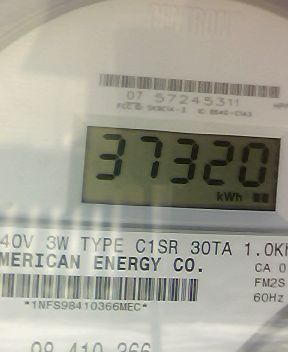 CENTRON
07 57245311
37320
kWh
40V 3W TYPE C1SR 30TA 1.0K
MERICAN ENERGY CO.
CA 0
FM2S
60Hz
*1NFS98410366MEC*
98 410 366